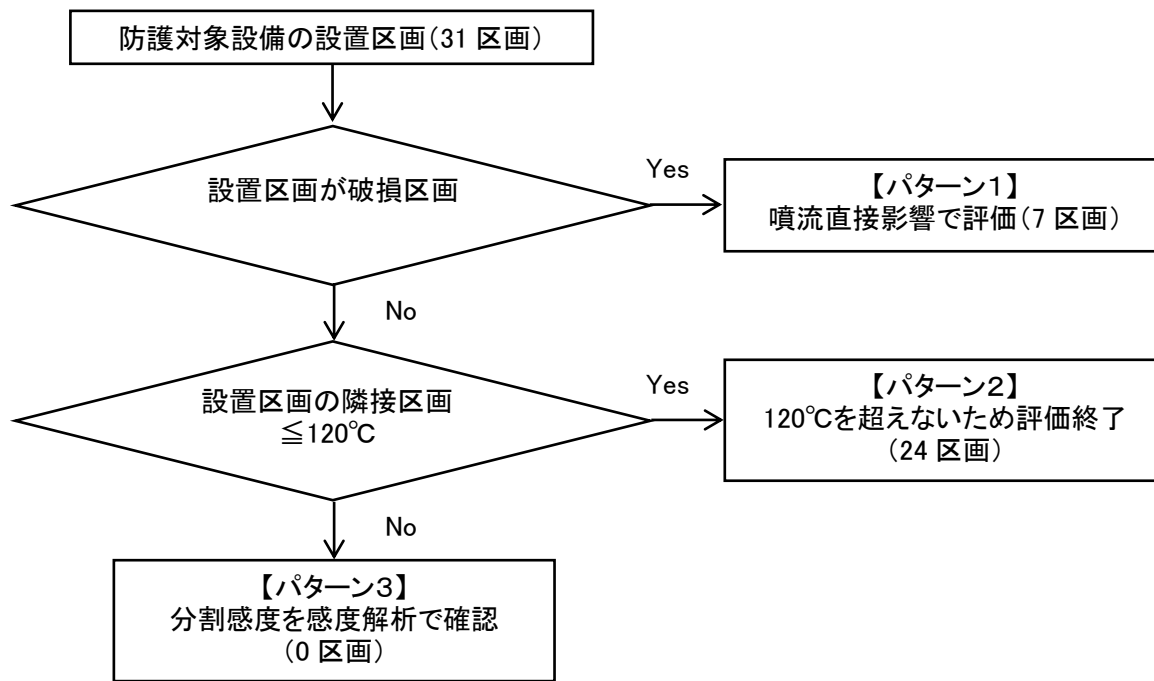 防護対象設備の設置区画（31 区画）
設置区画が破損区画
Yes
【パターン１】
噴流直接影響で評価（7 区画）
No
設置区画の隣接区画
≦120℃
Yes
【パターン２】
120℃を超えないため評価終了
（24 区画）
No
【パターン３】
分割感度を感度解析で確認
（0 区画）